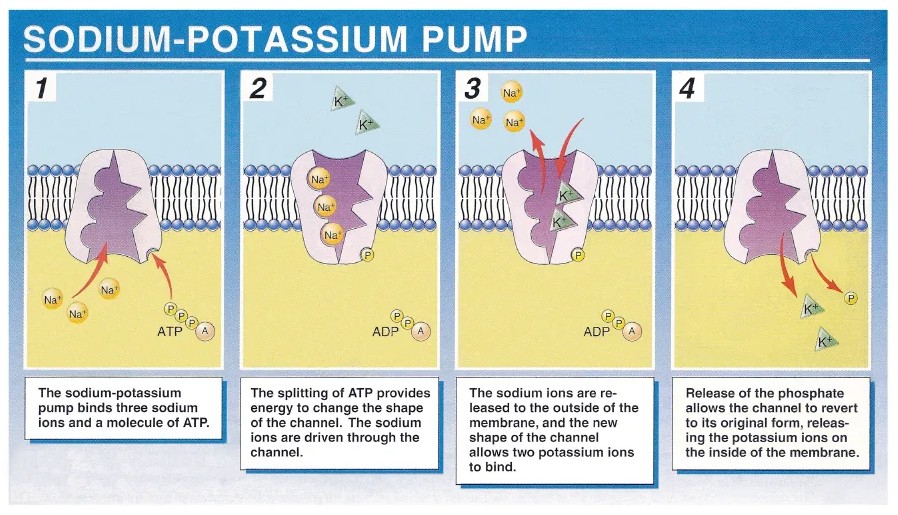 SODIUM-POTASSIUM PUMP
1
Na+
Na+
Na+
P
P
P
A
ATP
The sodium-potassium
pump binds three sodium
ions and a molecule of ATP.
2
K+
K+
Na+
Na+
Na+
P
P
P
A
ADP
The splitting of ATP provides
energy to change the shape
of the channel. The sodium
ions are driven through the
channel.
3
Na+
Na+
Na+
K+
K+
P
P
P
A
ADP
The sodium ions are re-
leased to the outside of the
membrane, and the new
shape of the channel
allows two potassium ions
to bind.
4
P
K+
K+
Release of the phosphate
allows the channel to revert
to its original form, releas-
ing the potassium ions on
the inside of the membrane.